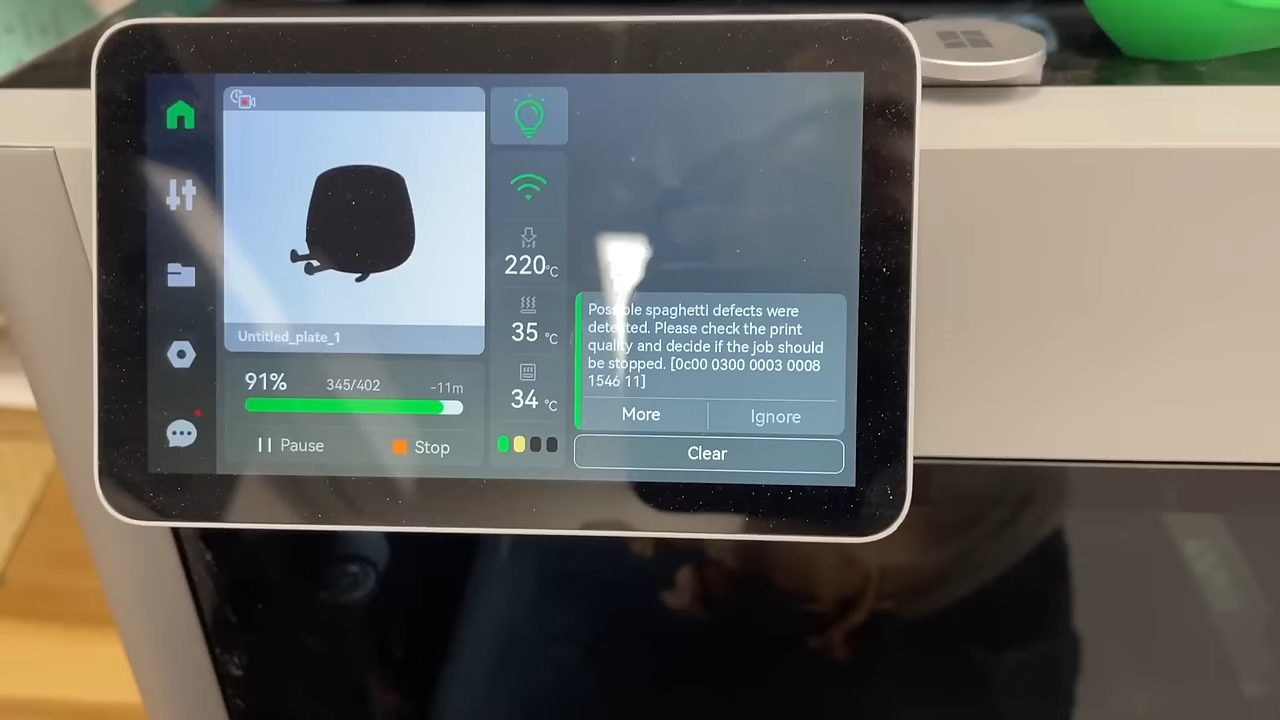 Untitled_plate_1
91% 345/402 -11m
Pause Stop
220°C
35 °C
34 °C
Possible spaghetti defects were
detected. Please check the print
quality and decide if the job should
be stopped. [0c00 0300 0003 0008
1546 11]
More Ignore
Clear